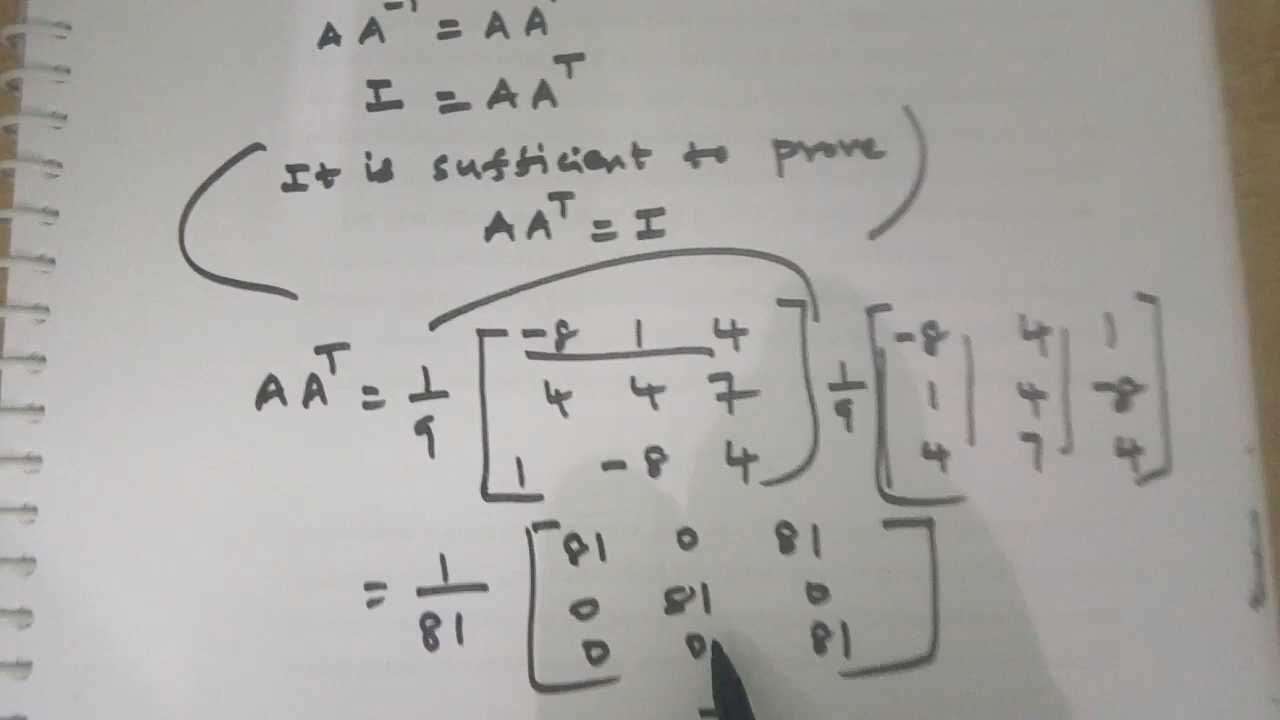 A A⁻¹ = A A
I = A Aᵀ
It is sufficient to prove
A Aᵀ = I
A Aᵀ = 1/9 [ -8 1 4 ] 1/9 [ -8 4 1 ]
[ 4 4 7 ] [ 1 4 -8 ]
[ 1 -8 4 ] [ 4 7 4 ]
= 1/81 [ 81 0 81 ]
[ 0 81 0 ]
[ 0 0 81 ]